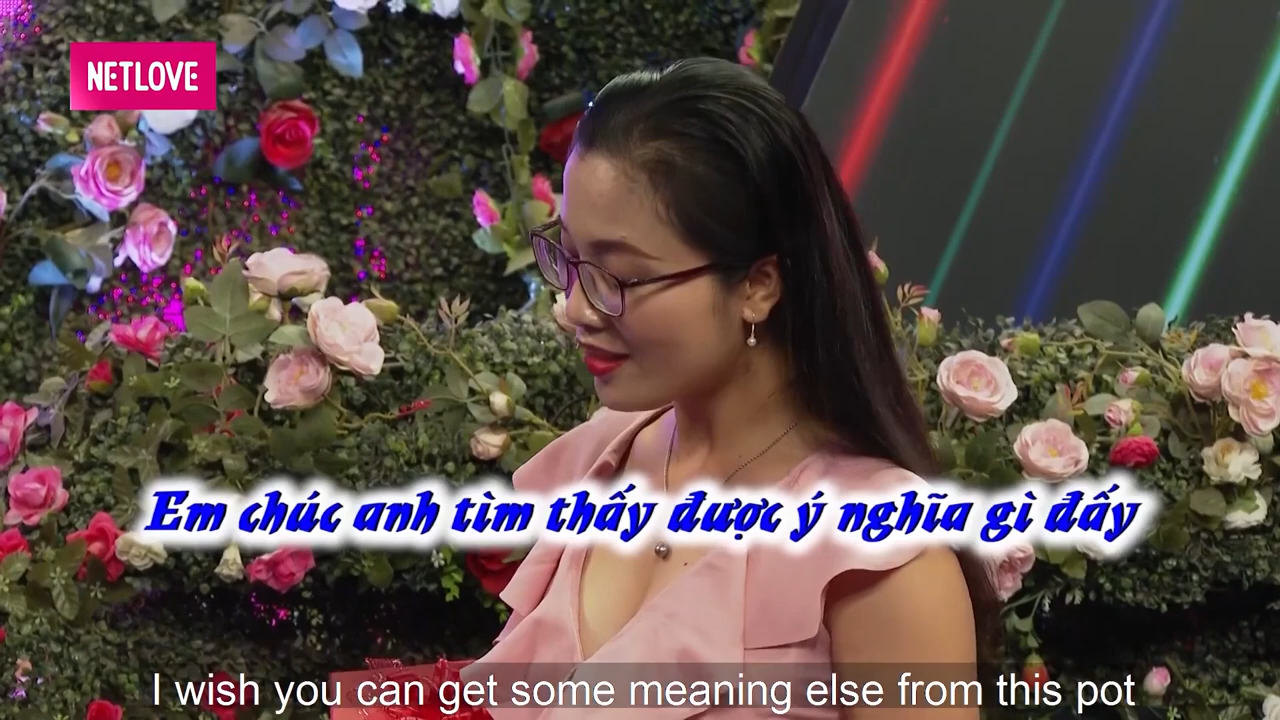 NETLOVE
Em chúc anh tìm thấy được ý nghĩa gì đấy
I wish you can get some meaning else from this pot